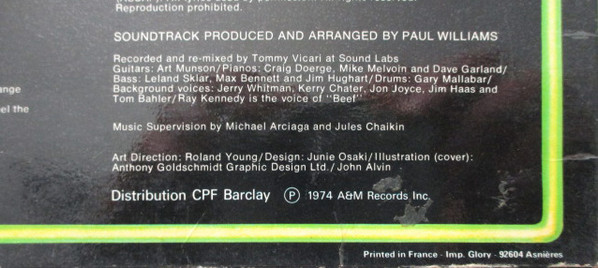 Reproduction prohibited.
SOUNDTRACK PRODUCED AND ARRANGED BY PAUL WILLIAMS
Recorded and re-mixed by Tommy Vicari at Sound Labs
Guitars: Art Munson/Pianos: Craig Doerge, Mike Melvoin and Dave Garland/
Bass: Leland Sklar, Max Bennett and Jim Hughart/Drums: Gary Mallabar/
Background voices: Jerry Whitman, Kerry Chater, Jon Joyce, Jim Haas and
ange
Tom Bahler/Ray Kennedy is the voice of "Beef"
el the
Music Supervision by Michael Arciaga and Jules Chaikin
Art Direction: Roland Young/Design: Junie Osaki/Illustration (cover):
Anthony Goldschmidt Graphic Design Ltd./John Alvin
Distribution CPF Barclay Ⓟ 1974 A&M Records Inc.
Printed in France - Imp. Glory - 92604 Asnières